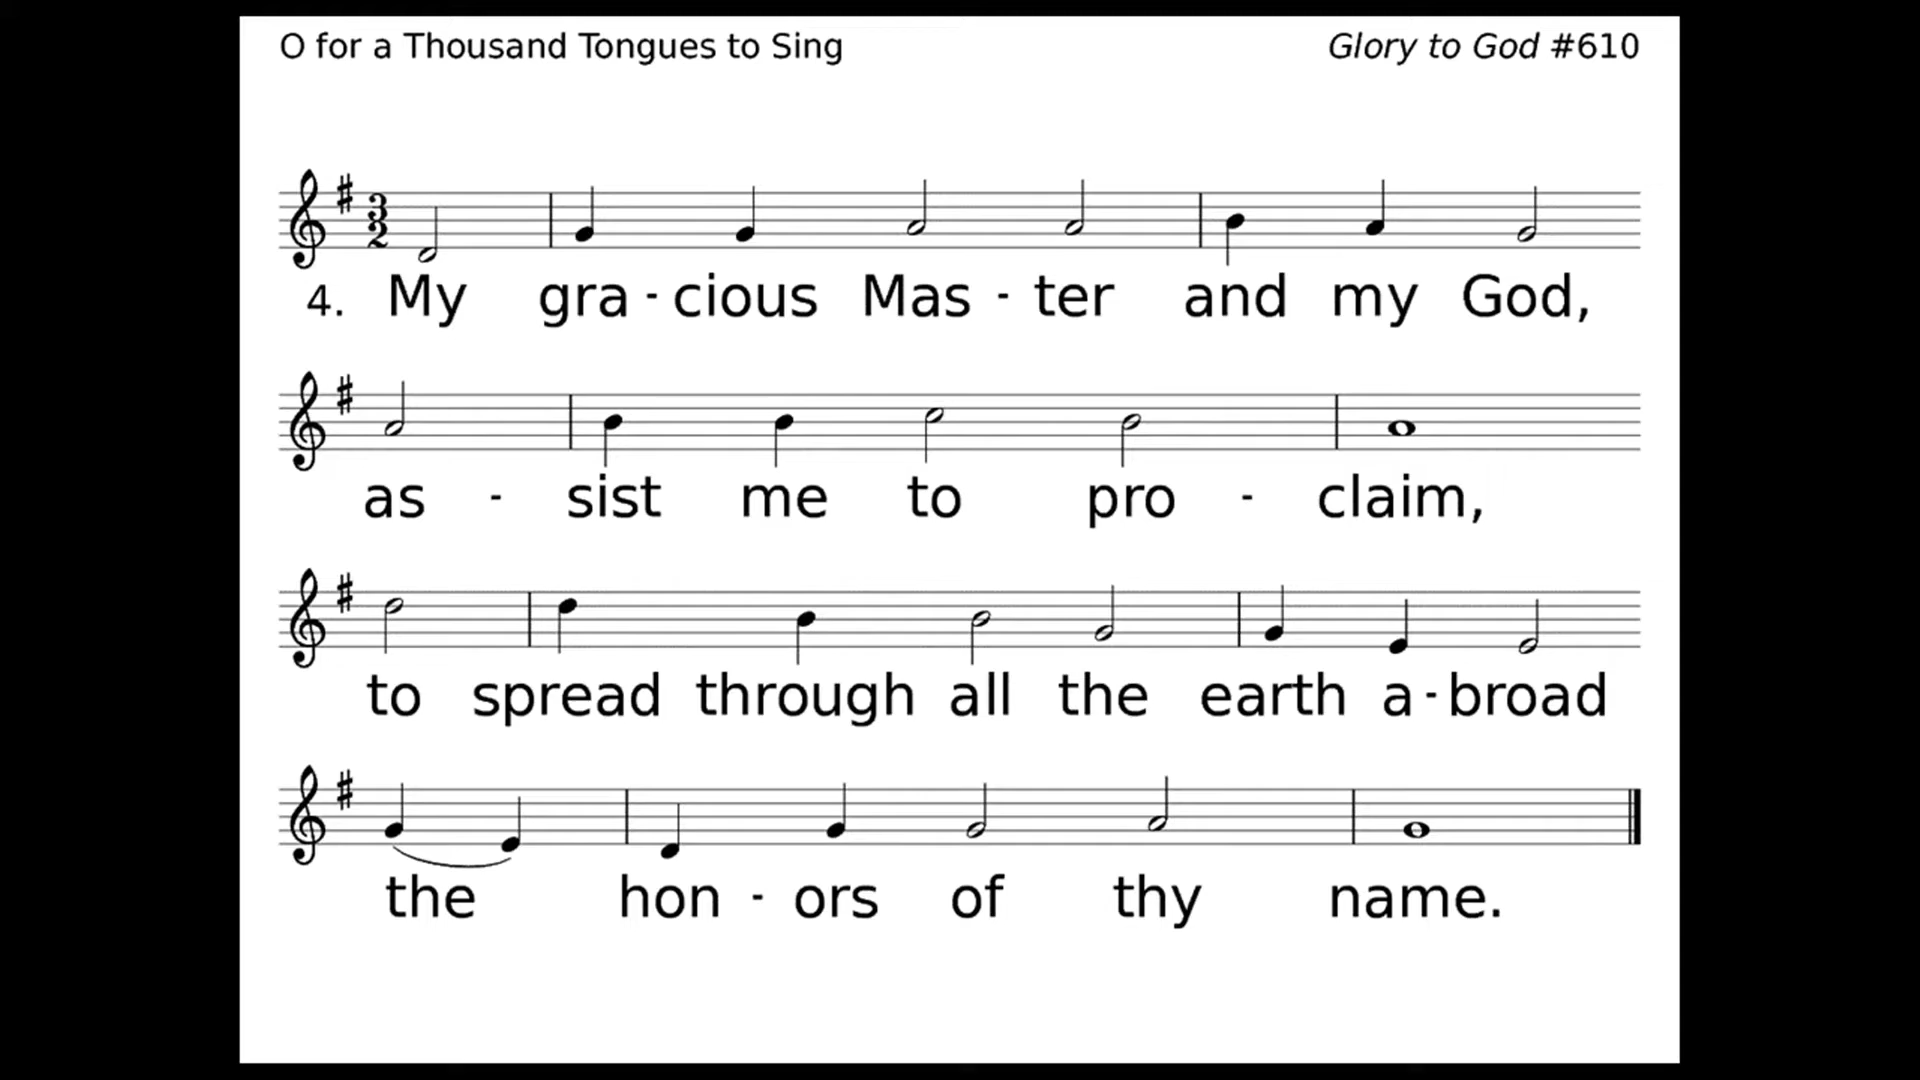 O for a Thousand Tongues to Sing Glory to God #610
4. My gra - cious Mas - ter and my God,
as - sist me to pro - claim,
to spread through all the earth a - broad
the hon - ors of thy name.